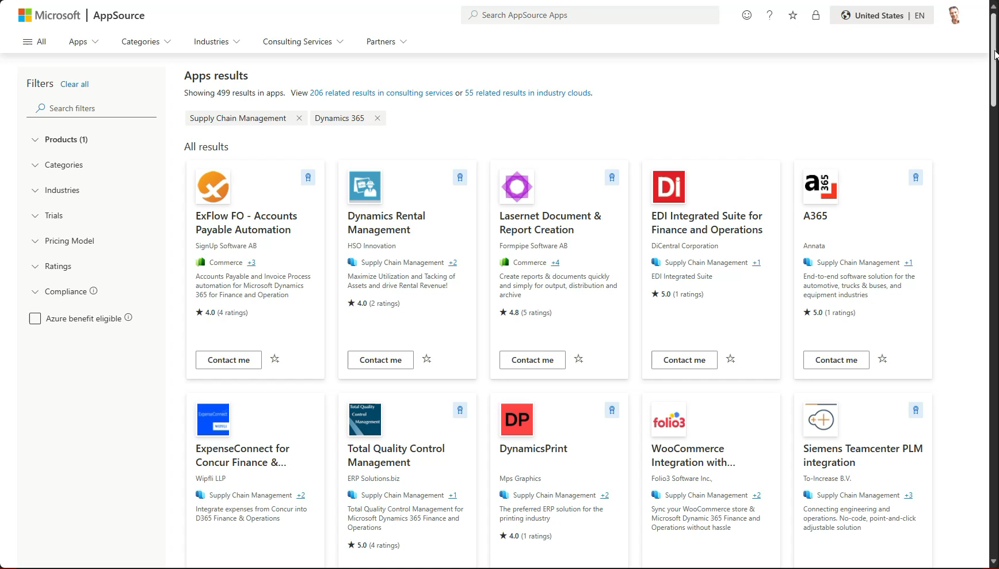 Microsoft | AppSource
Search AppSource Apps
United States | EN
All
Apps
Categories
Industries
Consulting Services
Partners
Filters
Clear all
Search filters
Products (1)
Categories
Industries
Trials
Pricing Model
Ratings
Compliance
Azure benefit eligible
Apps results
Showing 499 results in apps. View 206 related results in consulting services or 55 related results in industry clouds.
Supply Chain Management
Dynamics 365
All results
ExFlow FO - Accounts
Payable Automation
SignUp Software AB
Commerce +3
Accounts Payable and Invoice Process
automation for Microsoft Dynamics
365 for Finance and Operation
4.0 (4 ratings)
Contact me
Dynamics Rental
Management
HSO Innovation
Supply Chain Management +2
Maximize Utilization and Tacking of
Assets and drive Rental Revenue!
4.0 (2 ratings)
Contact me
Lasernet Document &
Report Creation
Formpipe Software AB
Commerce +4
Create reports & documents quickly
and simply for output, distribution and
archive
4.8 (5 ratings)
Contact me
Di
EDI Integrated Suite for
Finance and Operations
DiCentral Corporation
Supply Chain Management +1
EDI Integrated Suite
5.0 (1 ratings)
Contact me
a365
A365
Annata
Supply Chain Management +1
End-to-end software solution for the
automotive, trucks & buses, and
equipment industries
5.0 (1 ratings)
Contact me
ExpenseConnect
WIPFLI
ExpenseConnect for
Concur Finance &...
Wipfli LLP
Supply Chain Management +2
Integrate expenses from Concur into
D365 Finance & Operations
Total Quality
Control
Management
Total Quality Control
Management
ERP Solutions.biz
Supply Chain Management +1
Total Quality Control Management for
Microsoft Dynamics 365 Finance and
Operations
5.0 (4 ratings)
DP
DynamicsPrint
Mps Graphics
Supply Chain Management +2
The preferred ERP solution for the
printing industry
4.0 (1 ratings)
folio3
WooCommerce
Integration with...
Folio3 Software Inc.,
Supply Chain Management +2
Sync your WooCommerce store &
Microsoft Dynamic 365 Finance and
Operations without hassle
Siemens Teamcenter PLM
integration
To-Increase B.V.
Supply Chain Management +3
Connecting engineering and
operations. No-code, point-and-click
adjustable solution